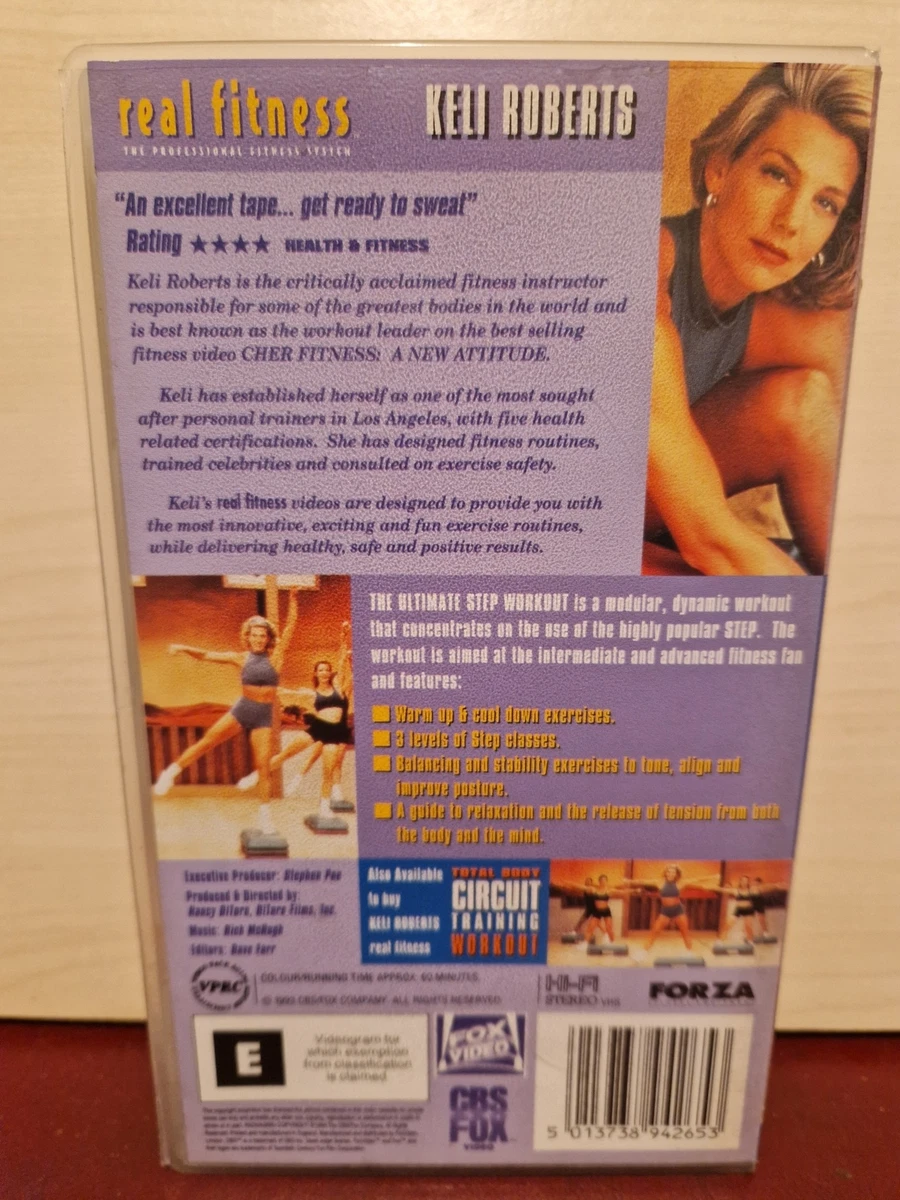 real fitness
THE PROFESSIONAL FITNESS SYSTEM
KELI ROBERTS
"An excellent tape... get ready to sweat"
Rating ★★★★ HEALTH & FITNESS
Keli Roberts is the critically acclaimed fitness instructor
responsible for some of the greatest bodies in the world and
is best known as the workout leader on the best selling
fitness video CHER FITNESS: A NEW ATTITUDE.
Keli has established herself as one of the most sought
after personal trainers in Los Angeles, with five health
related certifications. She has designed fitness routines,
trained celebrities and consulted on exercise safety.
Keli's real fitness videos are designed to provide you with
the most innovative, exciting and fun exercise routines,
while delivering healthy, safe and positive results.
THE ULTIMATE STEP WORKOUT is a modular, dynamic workout
that concentrates on the use of the highly popular STEP. The
workout is aimed at the intermediate and advanced fitness fan
and features:
Warm up & cool down exercises.
3 levels of Step classes.
Balancing and stability exercises to tone, align and
improve posture.
A guide to relaxation and the release of tension from both
the body and the mind.
Executive Producer: Stephen
Produced & Directed by:
Films, Inc.
Music: Rick McHugh
Editors: Dave Farr
Also Available
to buy
KELI ROBERTS
real fitness
TOTAL BODY
CIRCUIT
TRAINING
WORKOUT
VPRC
COLOUR/RUNNING TIME APPROX. 60 MINUTES.
CBS/FOX COMPANY. ALL RIGHTS RESERVED
HI-FI
STEREO VHS
FORZA
E
Videogram for
which exemption
from classification
is claimed
FOX
VIDEO
CBS
FOX
VIDEO
5 013738 942653